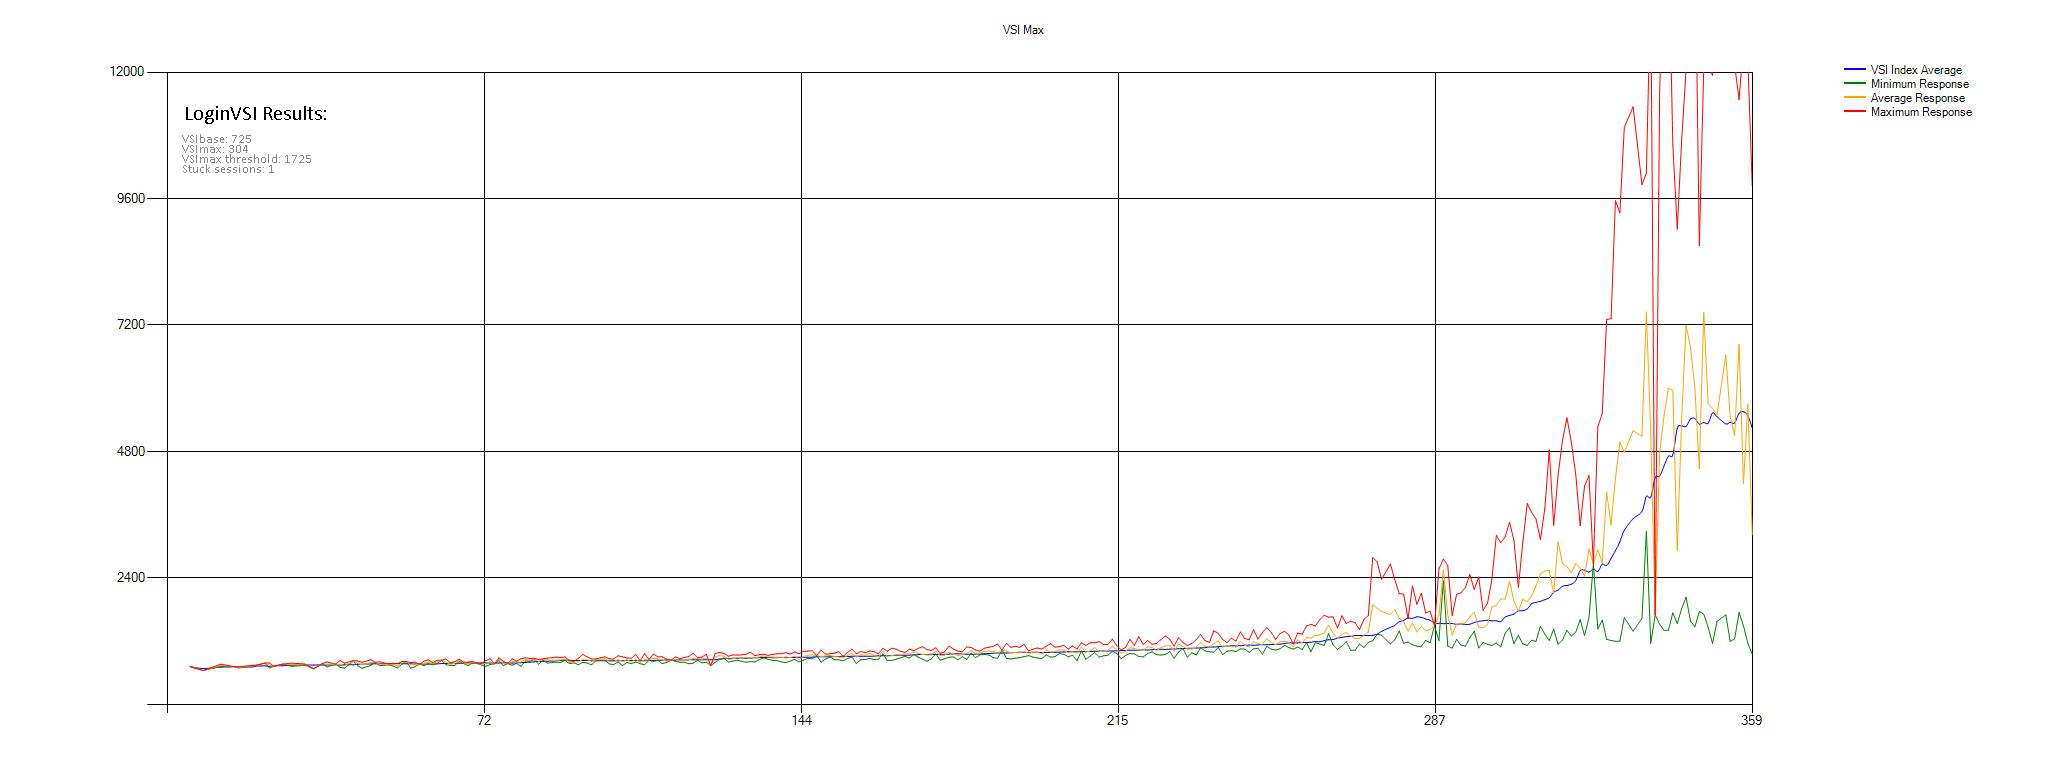 VSI Max
12000
9600
7200
4800
2400
LoginVSI Results:
VSIbase: 725
VSImax: 304
VSImax threshold: 1725
Stuck sessions: 1
72
144
215
287
359
VSI Index Average
Minimum Response
Average Response
Maximum Response